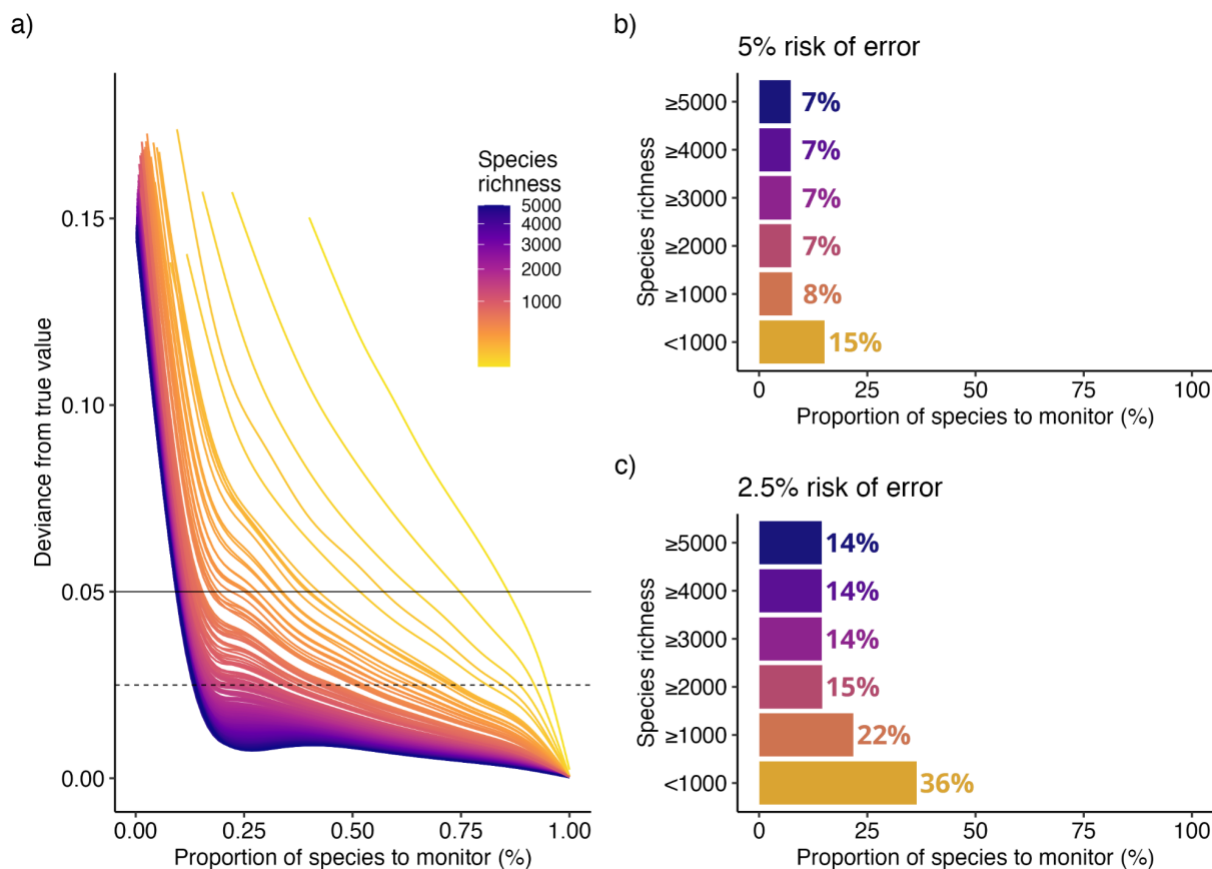 a)
Deviance from true value
0.15
0.10
0.05
0.00
0.00 0.25 0.50 0.75 1.00
Proportion of species to monitor (%)
Species
richness
5000
4000
3000
2000
1000
b)
5% risk of error
Species richness
≥5000 7%
≥4000 7%
≥3000 7%
≥2000 7%
≥1000 8%
<1000 15%
0 25 50 75 100
Proportion of species to monitor (%)
c)
2.5% risk of error
Species richness
≥5000 14%
≥4000 14%
≥3000 14%
≥2000 15%
≥1000 22%
<1000 36%
0 25 50 75 100
Proportion of species to monitor (%)